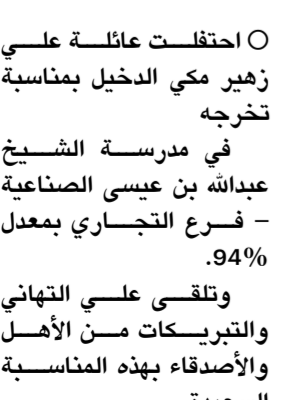 ○ احتفلت عائلة علي
زهير مكي الدخيل بمناسبة
تخرجه
في مدرسة الشيخ
عبدالله بن عيسى الصناعية
– فرع التجاري بمعدل
94%.
وتلقى علي التهاني
والتبريكات من الأهل
والأصدقاء بهذه المناسبة